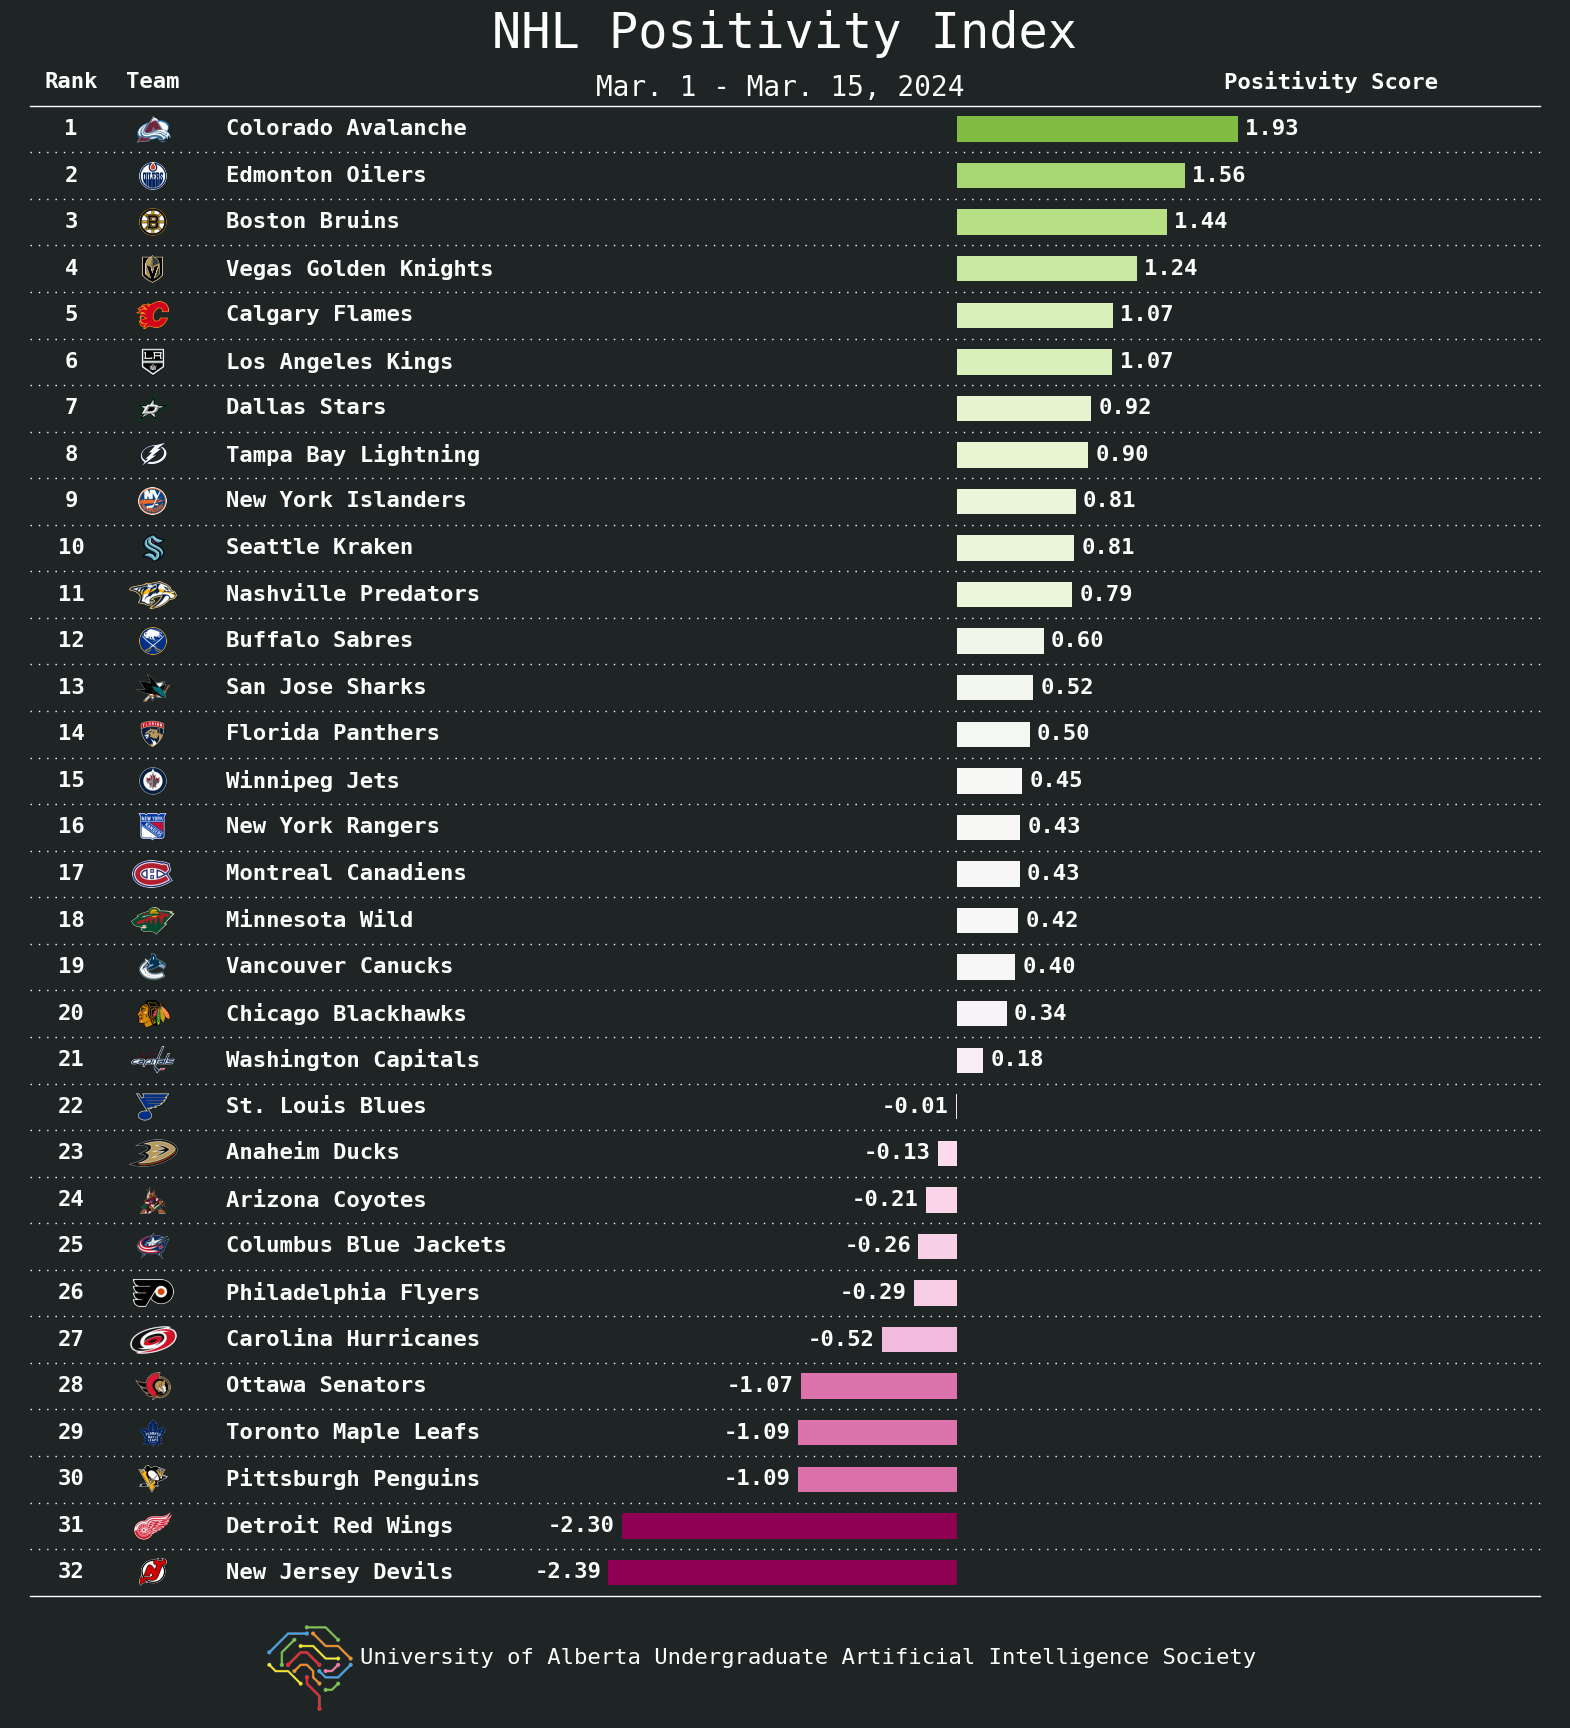 NHL Positivity Index
Rank Team Mar. 1 - Mar. 15, 2024 Positivity Score
1 Colorado Avalanche 1.93
2 Edmonton Oilers 1.56
3 Boston Bruins 1.44
4 Vegas Golden Knights 1.24
5 Calgary Flames 1.07
6 Los Angeles Kings 1.07
7 Dallas Stars 0.92
8 Tampa Bay Lightning 0.90
9 New York Islanders 0.81
10 Seattle Kraken 0.81
11 Nashville Predators 0.79
12 Buffalo Sabres 0.60
13 San Jose Sharks 0.52
14 Florida Panthers 0.50
15 Winnipeg Jets 0.45
16 New York Rangers 0.43
17 Montreal Canadiens 0.43
18 Minnesota Wild 0.42
19 Vancouver Canucks 0.40
20 Chicago Blackhawks 0.34
21 Washington Capitals 0.18
22 St. Louis Blues -0.01
23 Anaheim Ducks -0.13
24 Arizona Coyotes -0.21
25 Columbus Blue Jackets -0.26
26 Philadelphia Flyers -0.29
27 Carolina Hurricanes -0.52
28 Ottawa Senators -1.07
29 Toronto Maple Leafs -1.09
30 Pittsburgh Penguins -1.09
31 Detroit Red Wings -2.30
32 New Jersey Devils -2.39
University of Alberta Undergraduate Artificial Intelligence Society